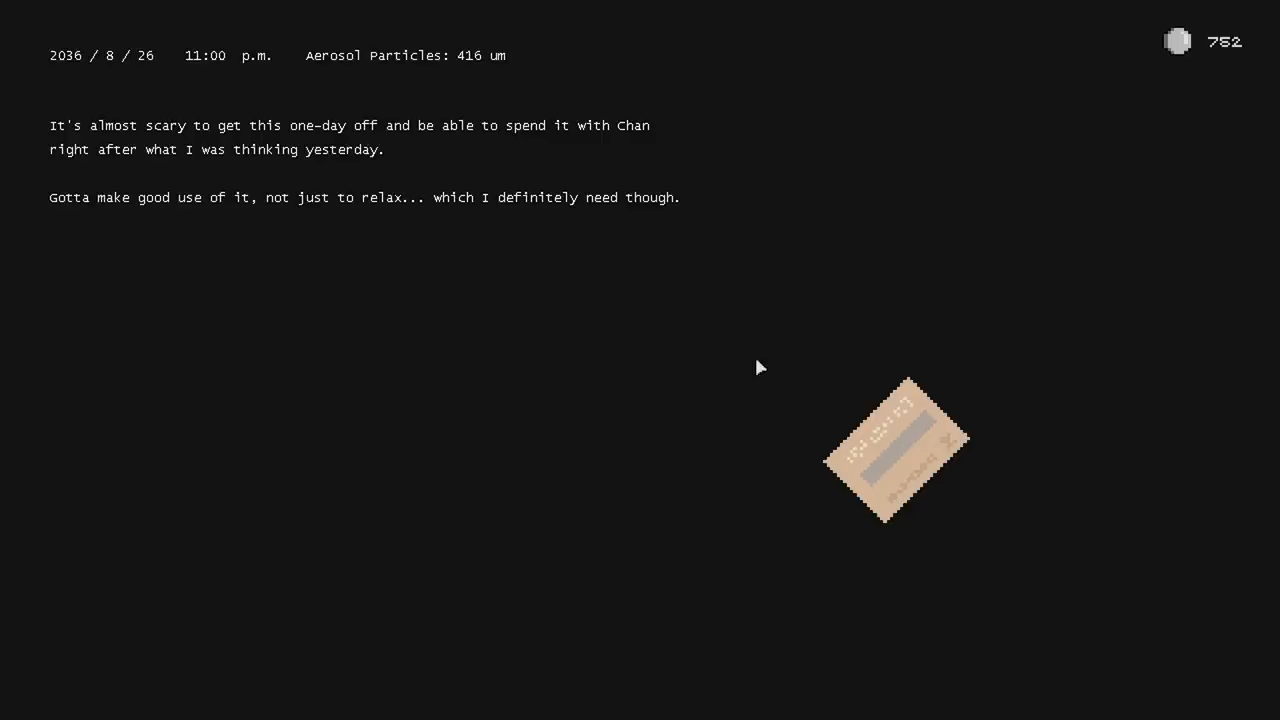 2036 / 8 / 26 11:00 p.m. Aerosol Particles: 416 um
752
It's almost scary to get this one-day off and be able to spend it with Chan
right after what I was thinking yesterday.
Gotta make good use of it, not just to relax... which I definitely need though.